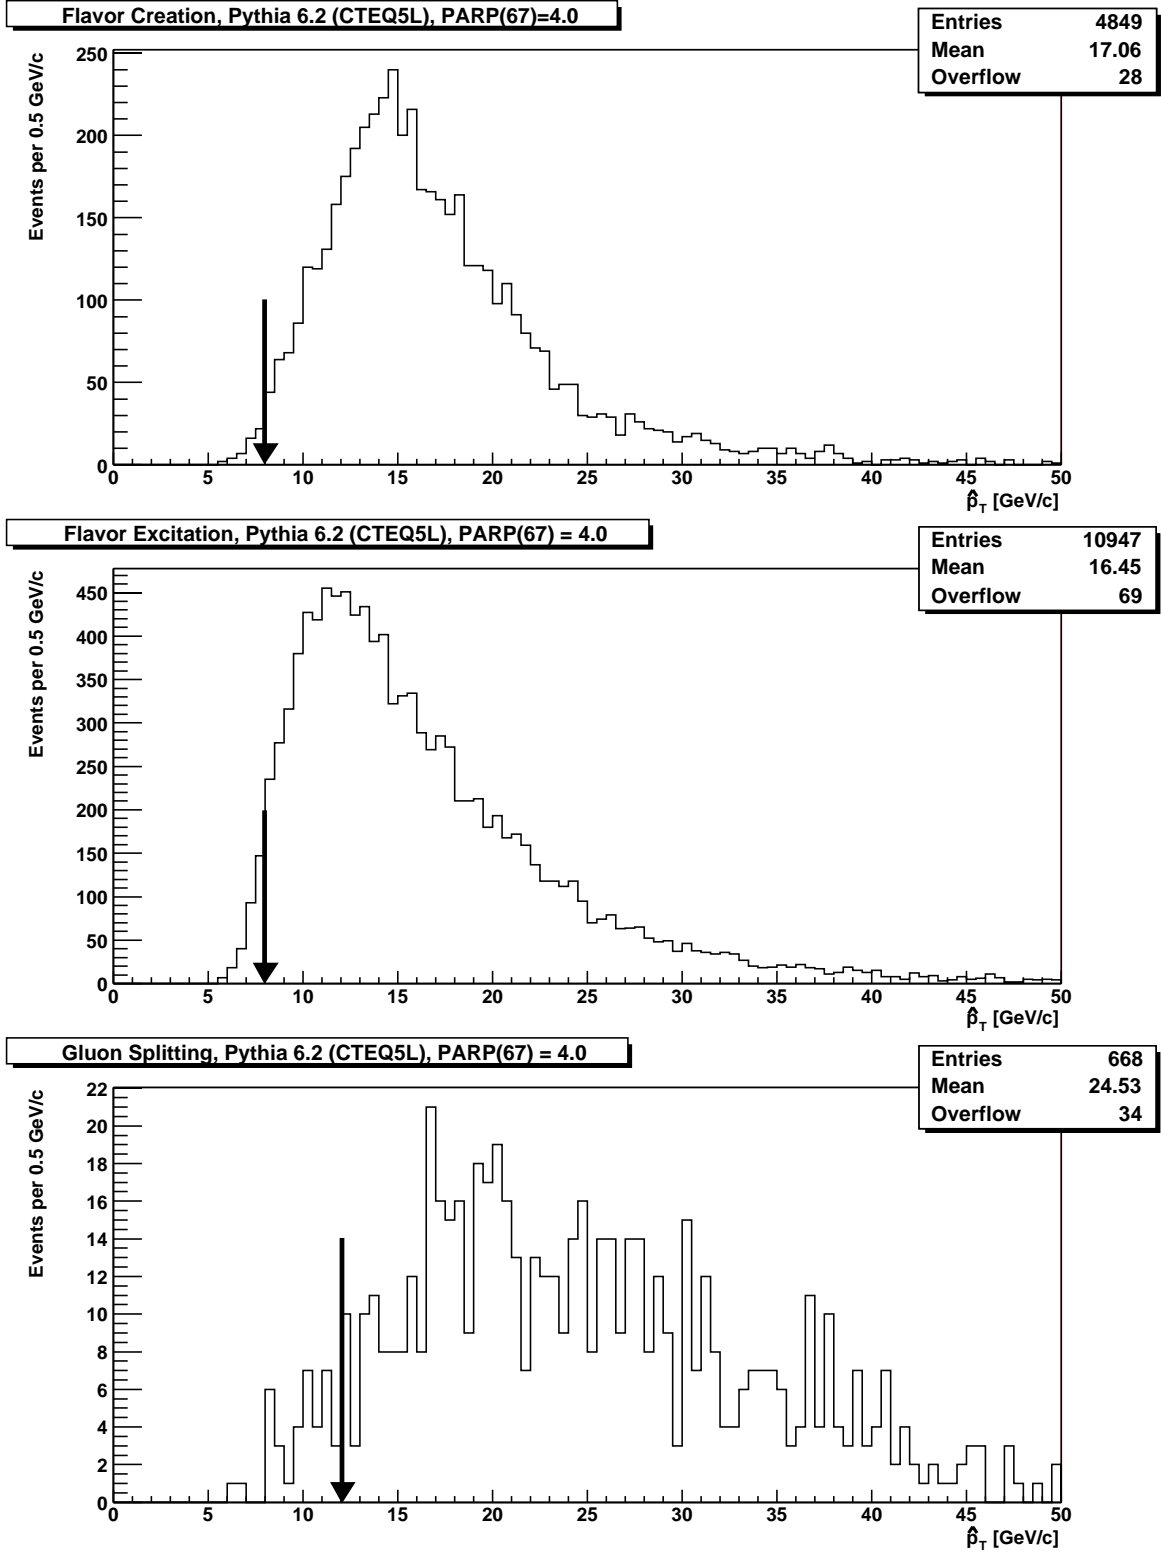 Flavor Creation, Pythia 6.2 (CTEQ5L), PARP(67)=4.0
Entries 4849
Mean 17.06
Overflow 28
Events per 0.5 GeV/c
250
200
150
100
50
0
0 5 10 15 20 25 30 35 40 45 50
p̂T [GeV/c]
Flavor Excitation, Pythia 6.2 (CTEQ5L), PARP(67) = 4.0
Entries 10947
Mean 16.45
Overflow 69
Events per 0.5 GeV/c
450
400
350
300
250
200
150
100
50
0
0 5 10 15 20 25 30 35 40 45 50
p̂T [GeV/c]
Gluon Splitting, Pythia 6.2 (CTEQ5L), PARP(67) = 4.0
Entries 668
Mean 24.53
Overflow 34
Events per 0.5 GeV/c
22
20
18
16
14
12
10
8
6
4
2
0
0 5 10 15 20 25 30 35 40 45 50
p̂T [GeV/c]